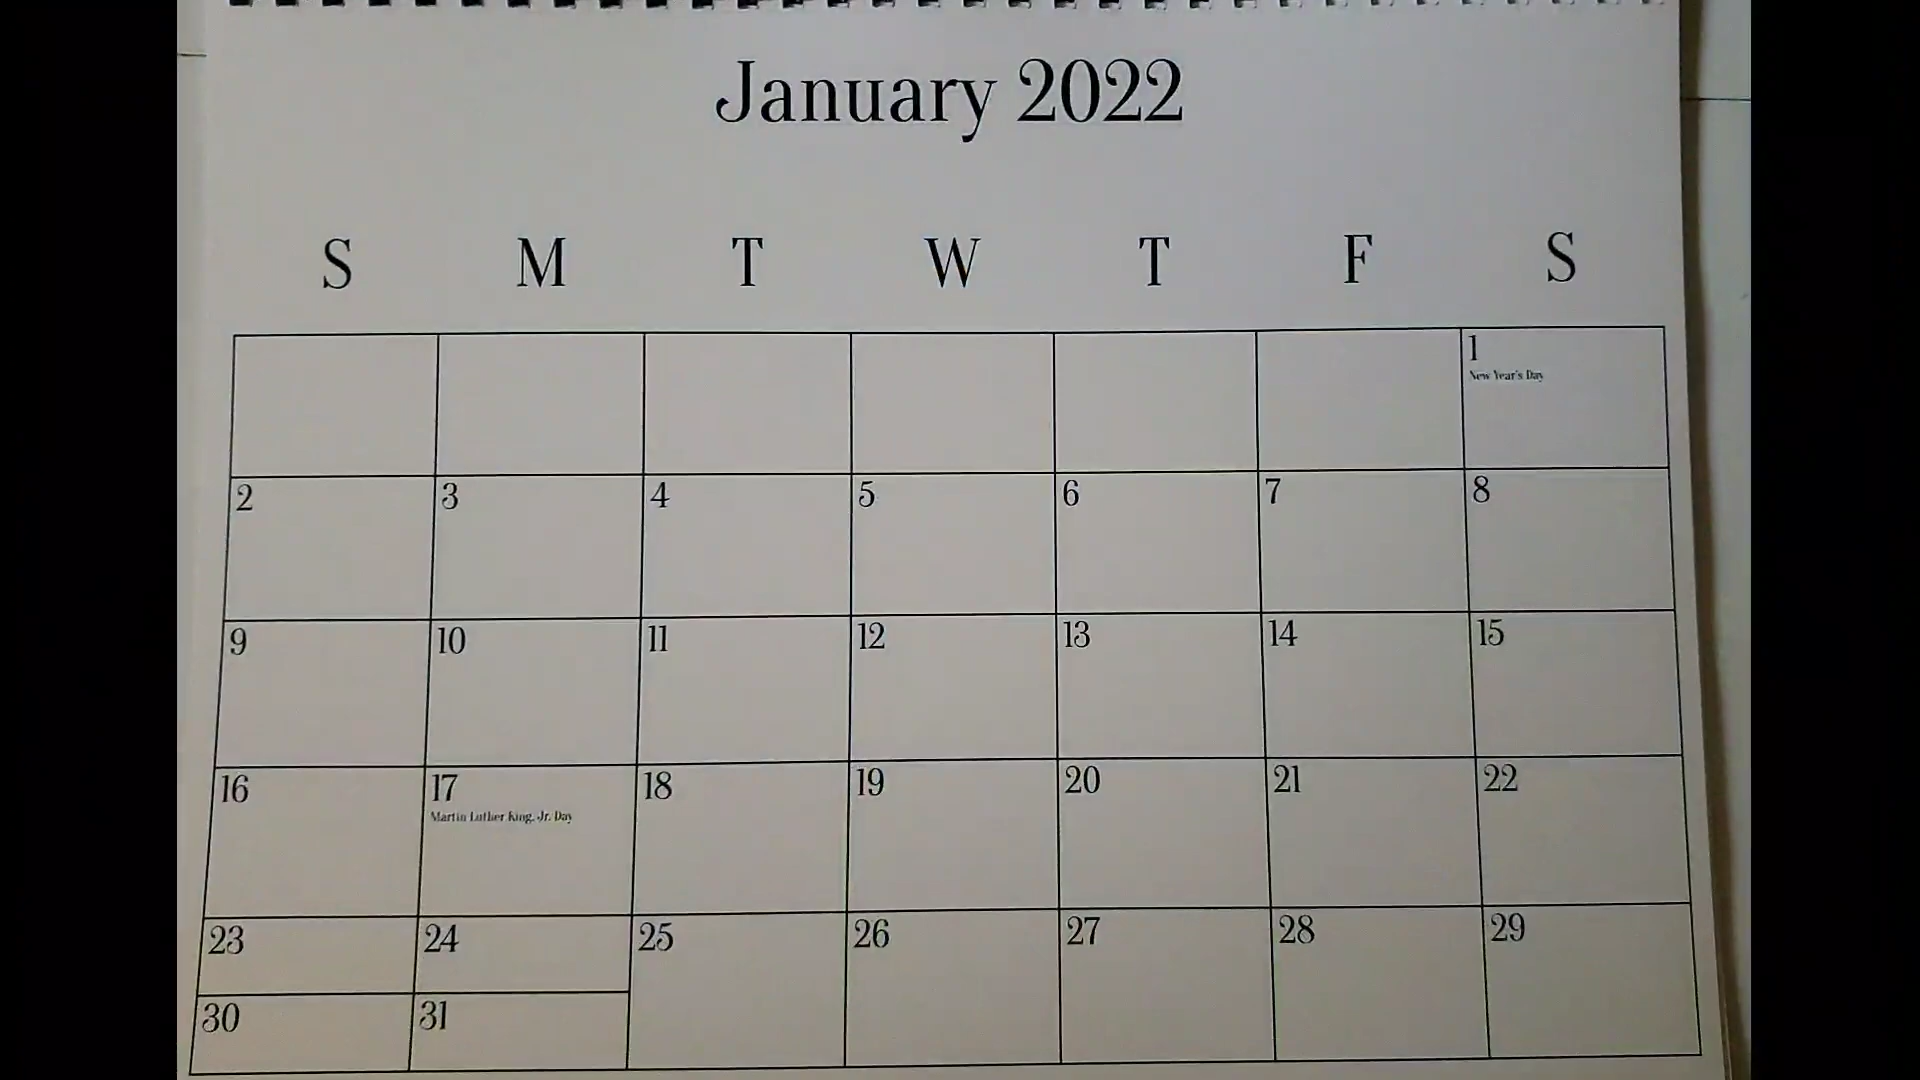 January 2022
S M T W T F S
1
New Year's Day
2 3 4 5 6 7 8
9 10 11 12 13 14 15
16 17 18 19 20 21 22
Martin Luther King, Jr. Day
23 24 25 26 27 28 29
30 31